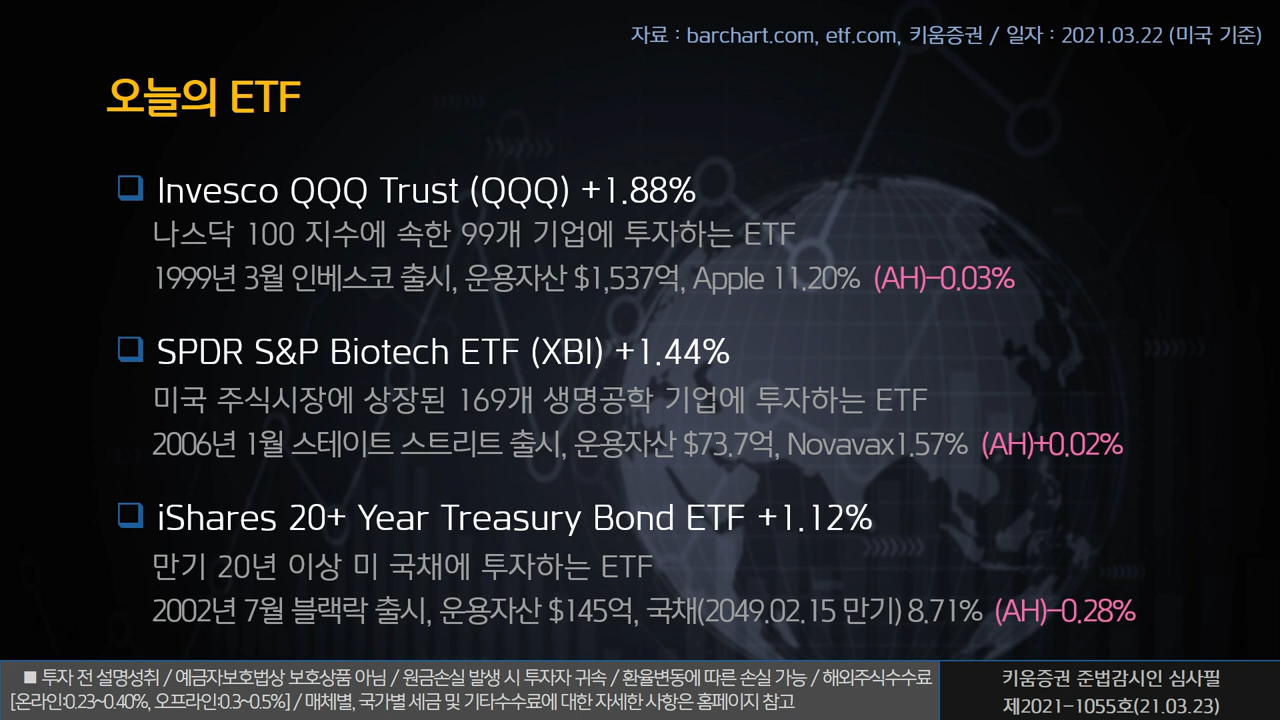 자료 : barchart.com, etf.com, 키움증권 / 일자 : 2021.03.22 (미국 기준)
오늘의 ETF
Invesco QQQ Trust (QQQ) +1.88%
나스닥 100 지수에 속한 99개 기업에 투자하는 ETF
1999년 3월 인베스코 출시, 운용자산 $1,537억, Apple 11.20% (AH)-0.03%
SPDR S&P Biotech ETF (XBI) +1.44%
미국 주식시장에 상장된 169개 생명공학 기업에 투자하는 ETF
2006년 1월 스테이트 스트리트 출시, 운용자산 $73.7억, Novavax1.57% (AH)+0.02%
iShares 20+ Year Treasury Bond ETF +1.12%
만기 20년 이상 미 국채에 투자하는 ETF
2002년 7월 블랙락 출시, 운용자산 $145억, 국채(2049.02.15 만기) 8.71% (AH)-0.28%
■ 투자 전 설명성취 / 예금자보호법상 보호상품 아님 / 원금손실 발생 시 투자자 귀속 / 환율변동에 따른 손실 가능 / 해외주식수수료
[온라인:0.23~0.40%, 오프라인:0.3~0.5%] / 매체별, 국가별 세금 및 기타수수료에 대한 자세한 사항은 홈페이지 참고
키움증권 준법감시인 심사필
제2021-1055호(21.03.23)